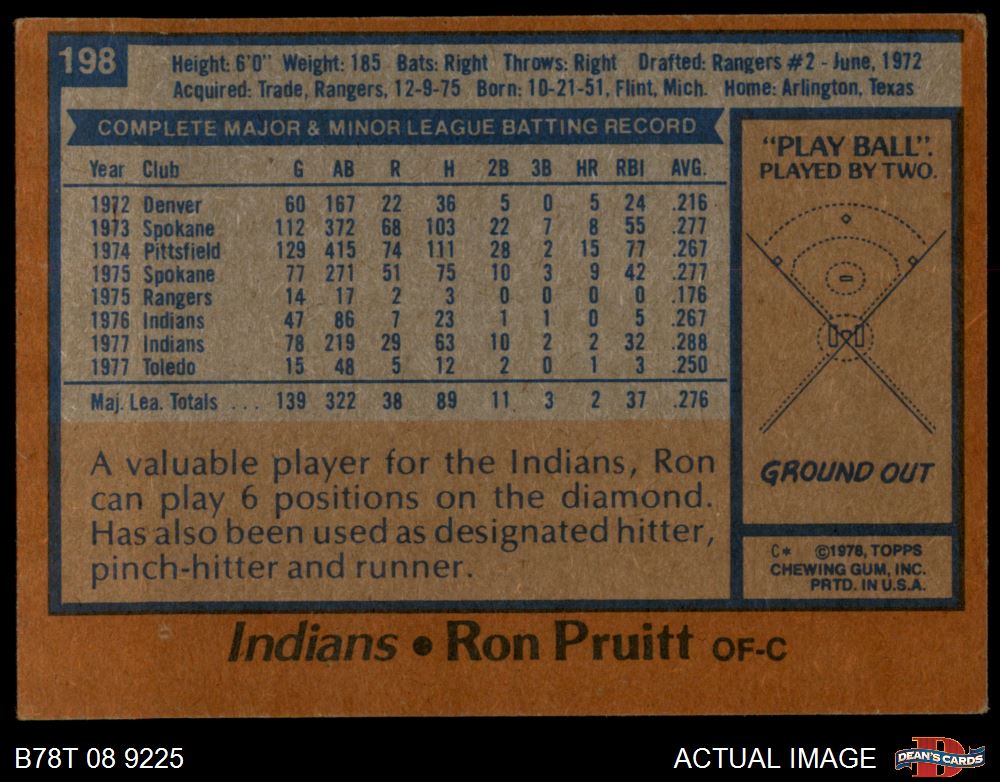 198
Height: 6'0" Weight: 185 Bats: Right Throws: Right Drafted: Rangers #2 - June, 1972
Acquired: Trade, Rangers, 12-9-75 Born: 10-21-51, Flint, Mich. Home: Arlington, Texas
COMPLETE MAJOR & MINOR LEAGUE BATTING RECORD
Year Club G AB R H 2B 3B HR RBI AVG.
1972 Denver 60 167 22 36 5 0 5 24 .216
1973 Spokane 112 372 68 103 22 7 8 55 .277
1974 Pittsfield 129 415 74 111 28 2 15 77 .267
1975 Spokane 77 271 51 75 10 3 9 42 .277
1975 Rangers 14 17 2 3 0 0 0 0 .176
1976 Indians 47 86 7 23 1 1 0 5 .267
1977 Indians 78 219 29 63 10 2 2 32 .288
1977 Toledo 15 48 5 12 2 0 1 3 .250
Maj. Lea. Totals ... 139 322 38 89 11 3 2 37 .276
A valuable player for the Indians, Ron
can play 6 positions on the diamond.
Has also been used as designated hitter,
pinch-hitter and runner.
"PLAY BALL".
PLAYED BY TWO.
GROUND OUT
C* ©1978, TOPPS
CHEWING GUM, INC.
PRTD. IN U.S.A.
Indians • Ron Pruitt OF-C
B78T 08 9225
ACTUAL IMAGE
D
DEAN'S CARDS